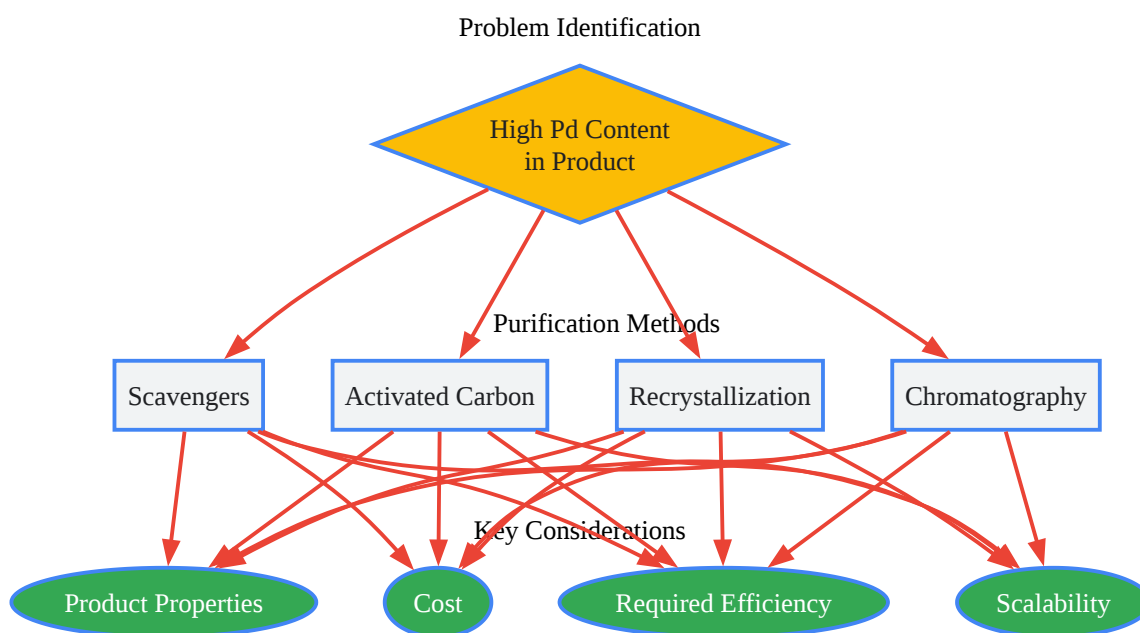 Problem Identification
High Pd Content
in Product
Purification Methods
Scavengers
Activated Carbon
Recrystallization
Chromatography
Key Considerations
Product Properties
Cost
Required Efficiency
Scalability